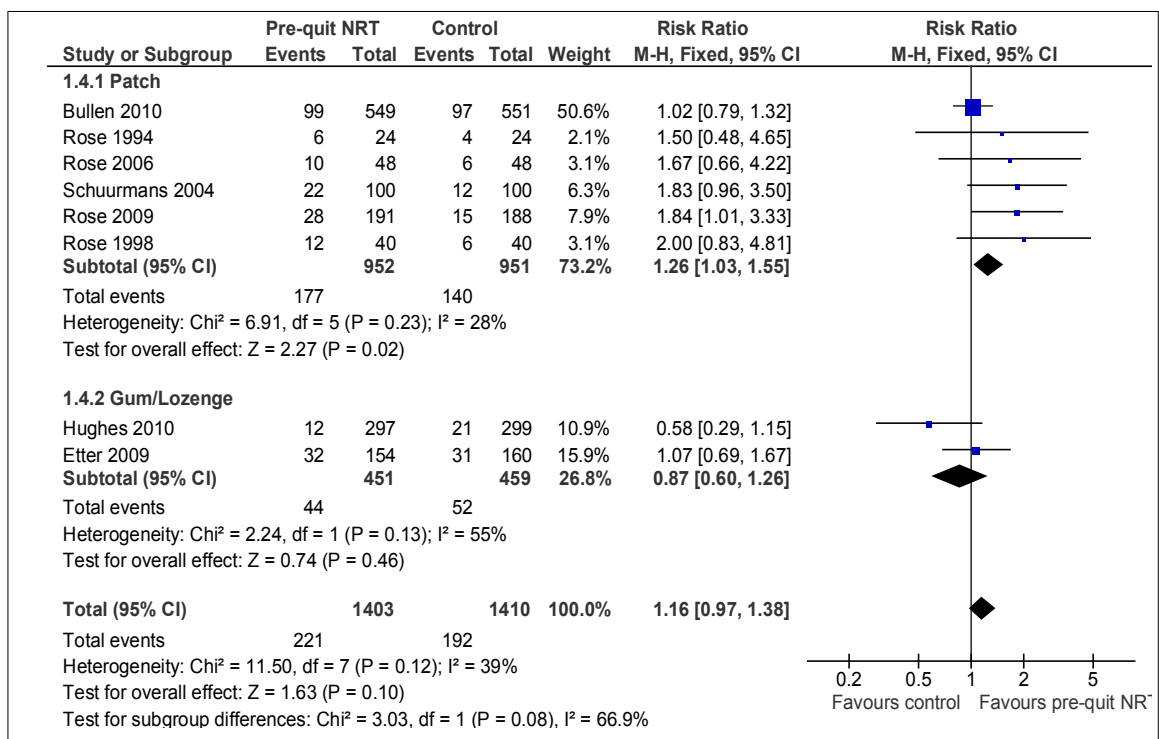 Pre-quit NRT Control Risk Ratio Risk Ratio
Study or Subgroup Events Total Events Total Weight M-H, Fixed, 95% CI M-H, Fixed, 95% CI
1.4.1 Patch
Bullen 2010 99 549 97 551 50.6% 1.02 [0.79, 1.32]
Rose 1994 6 24 4 24 2.1% 1.50 [0.48, 4.65]
Rose 2006 10 48 6 48 3.1% 1.67 [0.66, 4.22]
Schuurmans 2004 22 100 12 100 6.3% 1.83 [0.96, 3.50]
Rose 2009 28 191 15 188 7.9% 1.84 [1.01, 3.33]
Rose 1998 12 40 6 40 3.1% 2.00 [0.83, 4.81]
Subtotal (95% CI) 952 951 73.2% 1.26 [1.03, 1.55]
Total events 177 140
Heterogeneity: Chi² = 6.91, df = 5 (P = 0.23); I² = 28%
Test for overall effect: Z = 2.27 (P = 0.02)
1.4.2 Gum/Lozenge
Hughes 2010 12 297 21 299 10.9% 0.58 [0.29, 1.15]
Etter 2009 32 154 31 160 15.9% 1.07 [0.69, 1.67]
Subtotal (95% CI) 451 459 26.8% 0.87 [0.60, 1.26]
Total events 44 52
Heterogeneity: Chi² = 2.24, df = 1 (P = 0.13); I² = 55%
Test for overall effect: Z = 0.74 (P = 0.46)
Total (95% CI) 1403 1410 100.0% 1.16 [0.97, 1.38]
Total events 221 192
Heterogeneity: Chi² = 11.50, df = 7 (P = 0.12); I² = 39%
Test for overall effect: Z = 1.63 (P = 0.10)
Test for subgroup differences: Chi² = 3.03, df = 1 (P = 0.08), I² = 66.9%
0.2 0.5 1 2 5
Favours control Favours pre-quit NRT